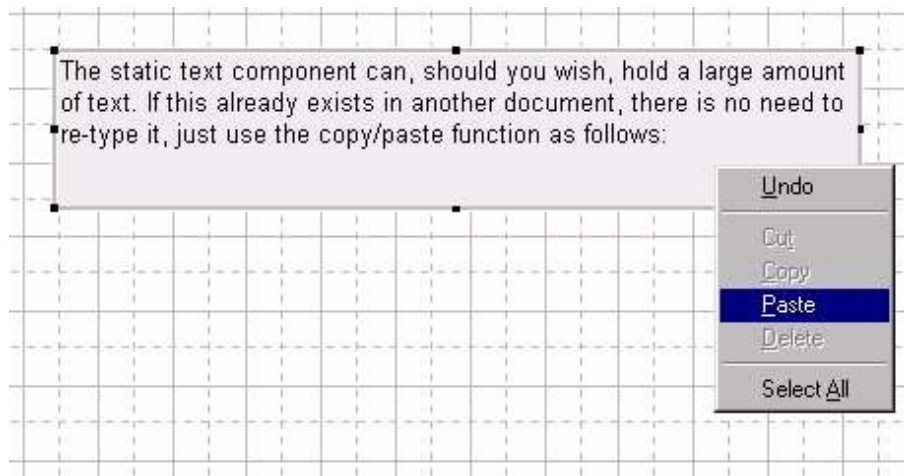 The static text component can, should you wish, hold a large amount
of text. If this already exists in another document, there is no need to
re-type it, just use the copy/paste function as follows:
Undo
Cut
Copy
Paste
Delete
Select All